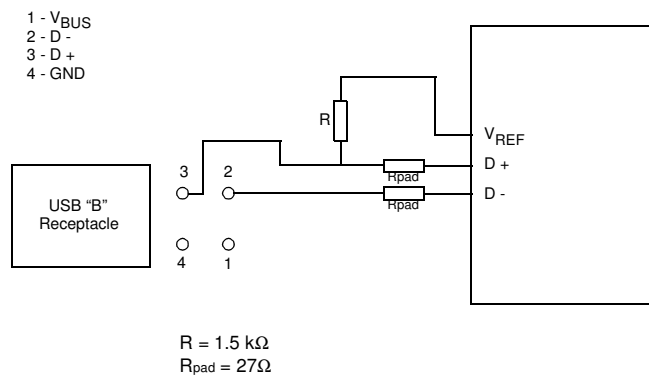 1 - VBUS
2 - D -
3 - D +
4 - GND
R
VREF
D +
Rpad
D -
Rpad
3
2
USB “B”
Receptacle
4
1
R = 1.5 kΩ
Rpad = 27Ω